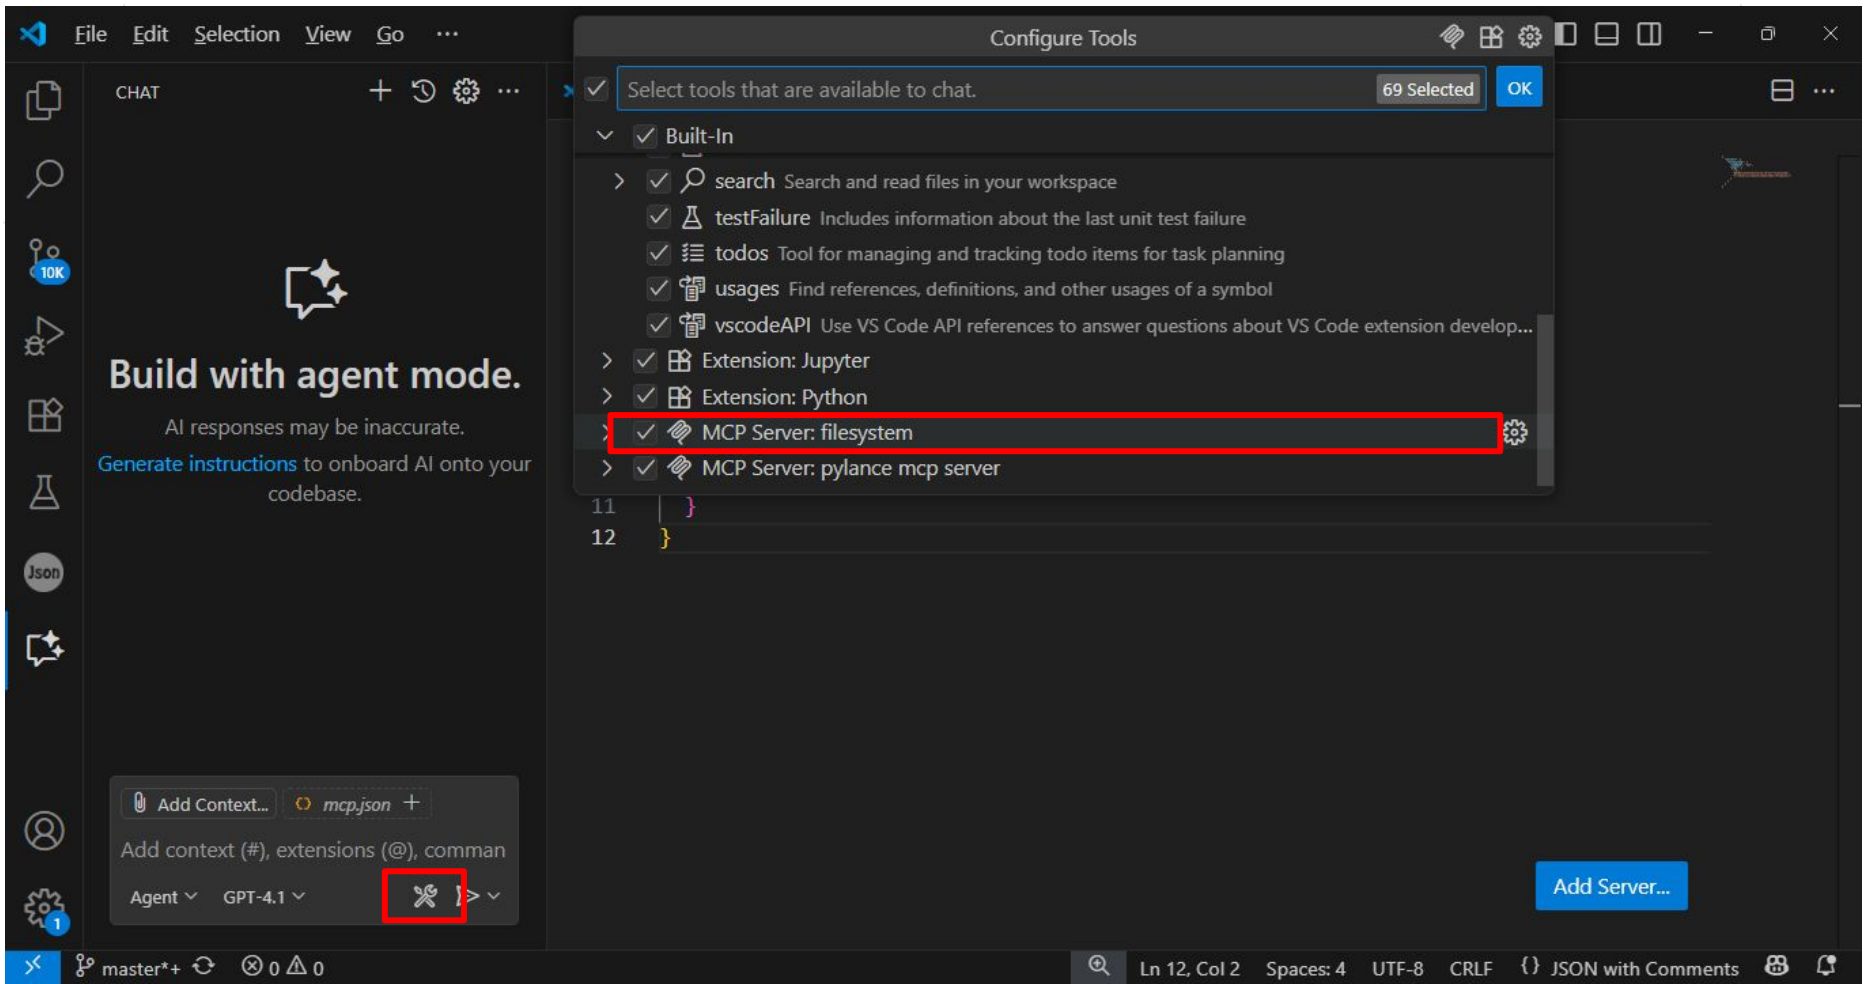 File Edit Selection View Go ...
Configure Tools
CHAT
Select tools that are available to chat. 69 Selected OK
Built-In
search Search and read files in your workspace
testFailure Includes information about the last unit test failure
todos Tool for managing and tracking todo items for task planning
usages Find references, definitions, and other usages of a symbol
vscodeAPI Use VS Code API references to answer questions about VS Code extension develop...
Extension: Jupyter
Extension: Python
MCP Server: filesystem
MCP Server: pylance mcp server
11 }
12 }
10K
Json
Build with agent mode.
AI responses may be inaccurate.
Generate instructions to onboard AI onto your
codebase.
Add Context... mcp.json +
Add context (#), extensions (@), comman
Agent GPT-4.1
Add Server...
1
master*+ 0 0 Ln 12, Col 2 Spaces: 4 UTF-8 CRLF {} JSON with Comments